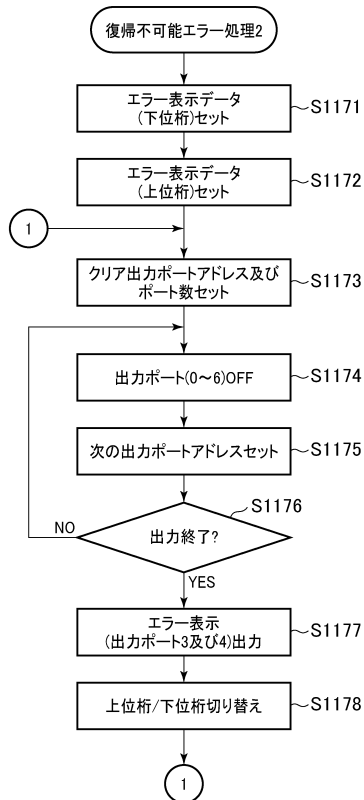 復帰不可能エラー処理2
エラー表示データ
(下位桁)セット
S1171
エラー表示データ
(上位桁)セット
S1172
1
クリア出力ポートアドレス及び
ポート数セット
S1173
出力ポート(0～6)OFF
S1174
次の出力ポートアドレスセット
S1175
出力終了?
S1176
NO
YES
エラー表示
(出力ポート3及び4)出力
S1177
上位桁/下位桁切り替え
S1178
1